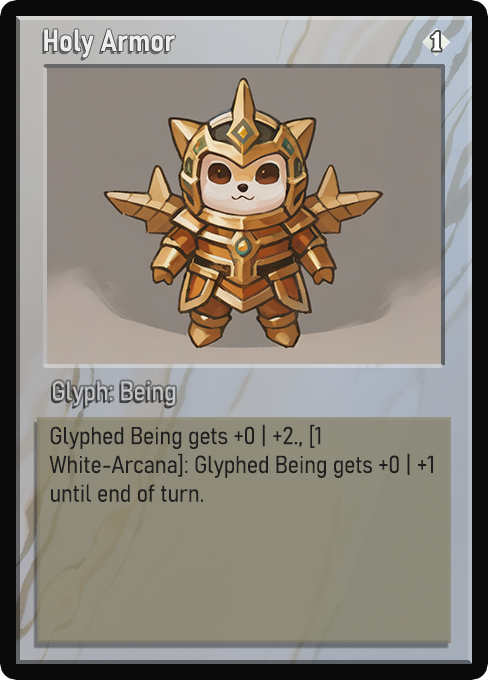 Holy Armor
1
Glyph: Being
Glyphed Being gets +0 | +2., [1
White-Arcana]: Glyphed Being gets +0 | +1
until end of turn.